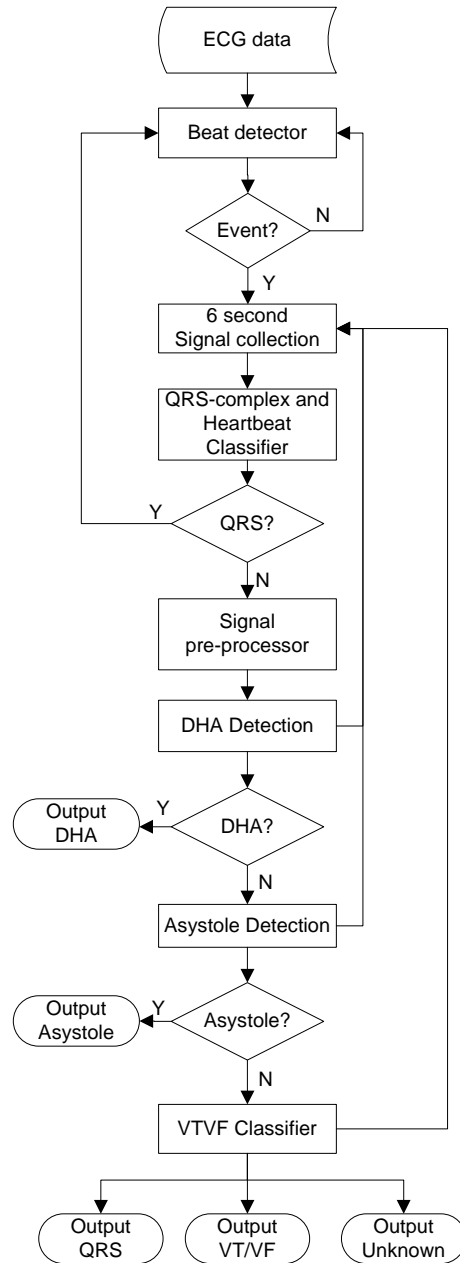 ECG data
Beat detector
Event?
N
Y
6 second
Signal collection
QRS-complex and
Heartbeat
Classifier
Y
QRS?
N
Signal
pre-processor
DHA Detection
Output
DHA
Y
DHA?
N
Asystole Detection
Output
Asystole
Y
Asystole?
N
VTVF Classifier
Output
QRS
Output
VT/VF
Output
Unknown